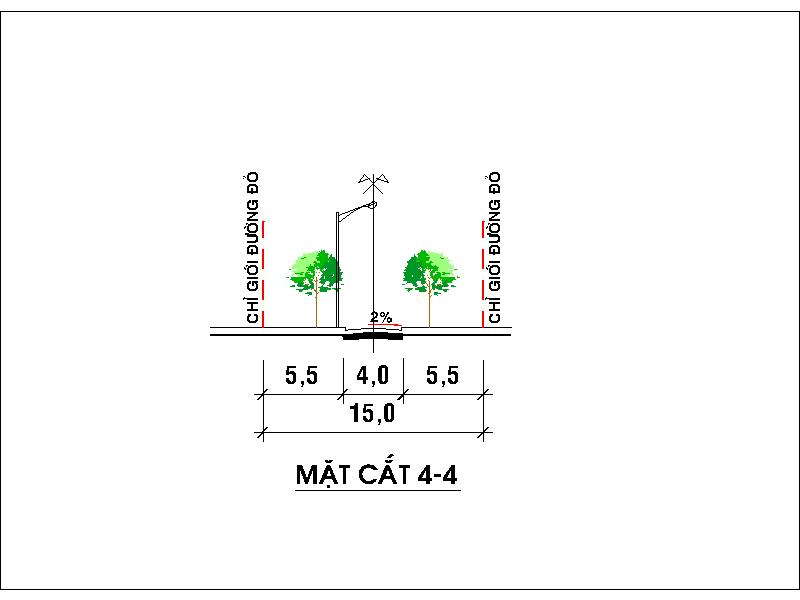 CHỈ GIỚI ĐƯỜNG ĐỎ
CHỈ GIỚI ĐƯỜNG ĐỎ
2%
5,5 4,0 5,5
15,0
MẶT CẮT 4-4